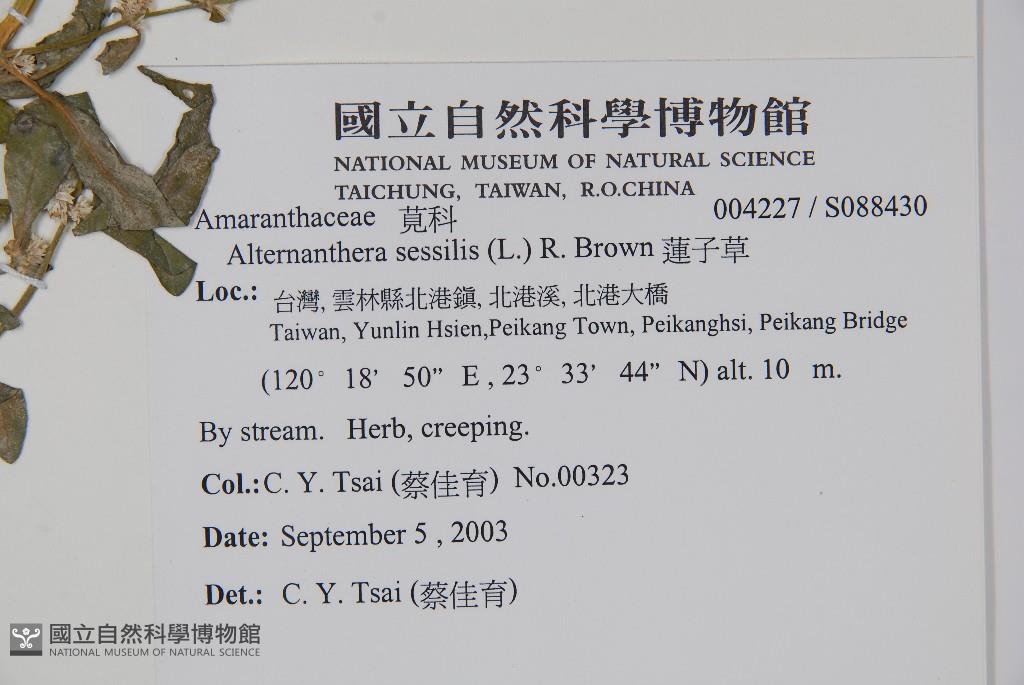 國立自然科學博物館
NATIONAL MUSEUM OF NATURAL SCIENCE
TAICHUNG, TAIWAN, R.O.CHINA
Amaranthaceae 莧科 004227 / S088430
Alternanthera sessilis (L.) R. Brown 蓮子草
Loc.: 台灣, 雲林縣北港鎮, 北港溪, 北港大橋
Taiwan, Yunlin Hsien,Peikang Town, Peikanghsi, Peikang Bridge
(120° 18’ 50” E , 23° 33’ 44” N) alt. 10 m.
By stream. Herb, creeping.
Col.: C. Y. Tsai (蔡佳育) No.00323
Date: September 5 , 2003
Det.: C. Y. Tsai (蔡佳育)
國立自然科學博物館
NATIONAL MUSEUM OF NATURAL SCIENCE